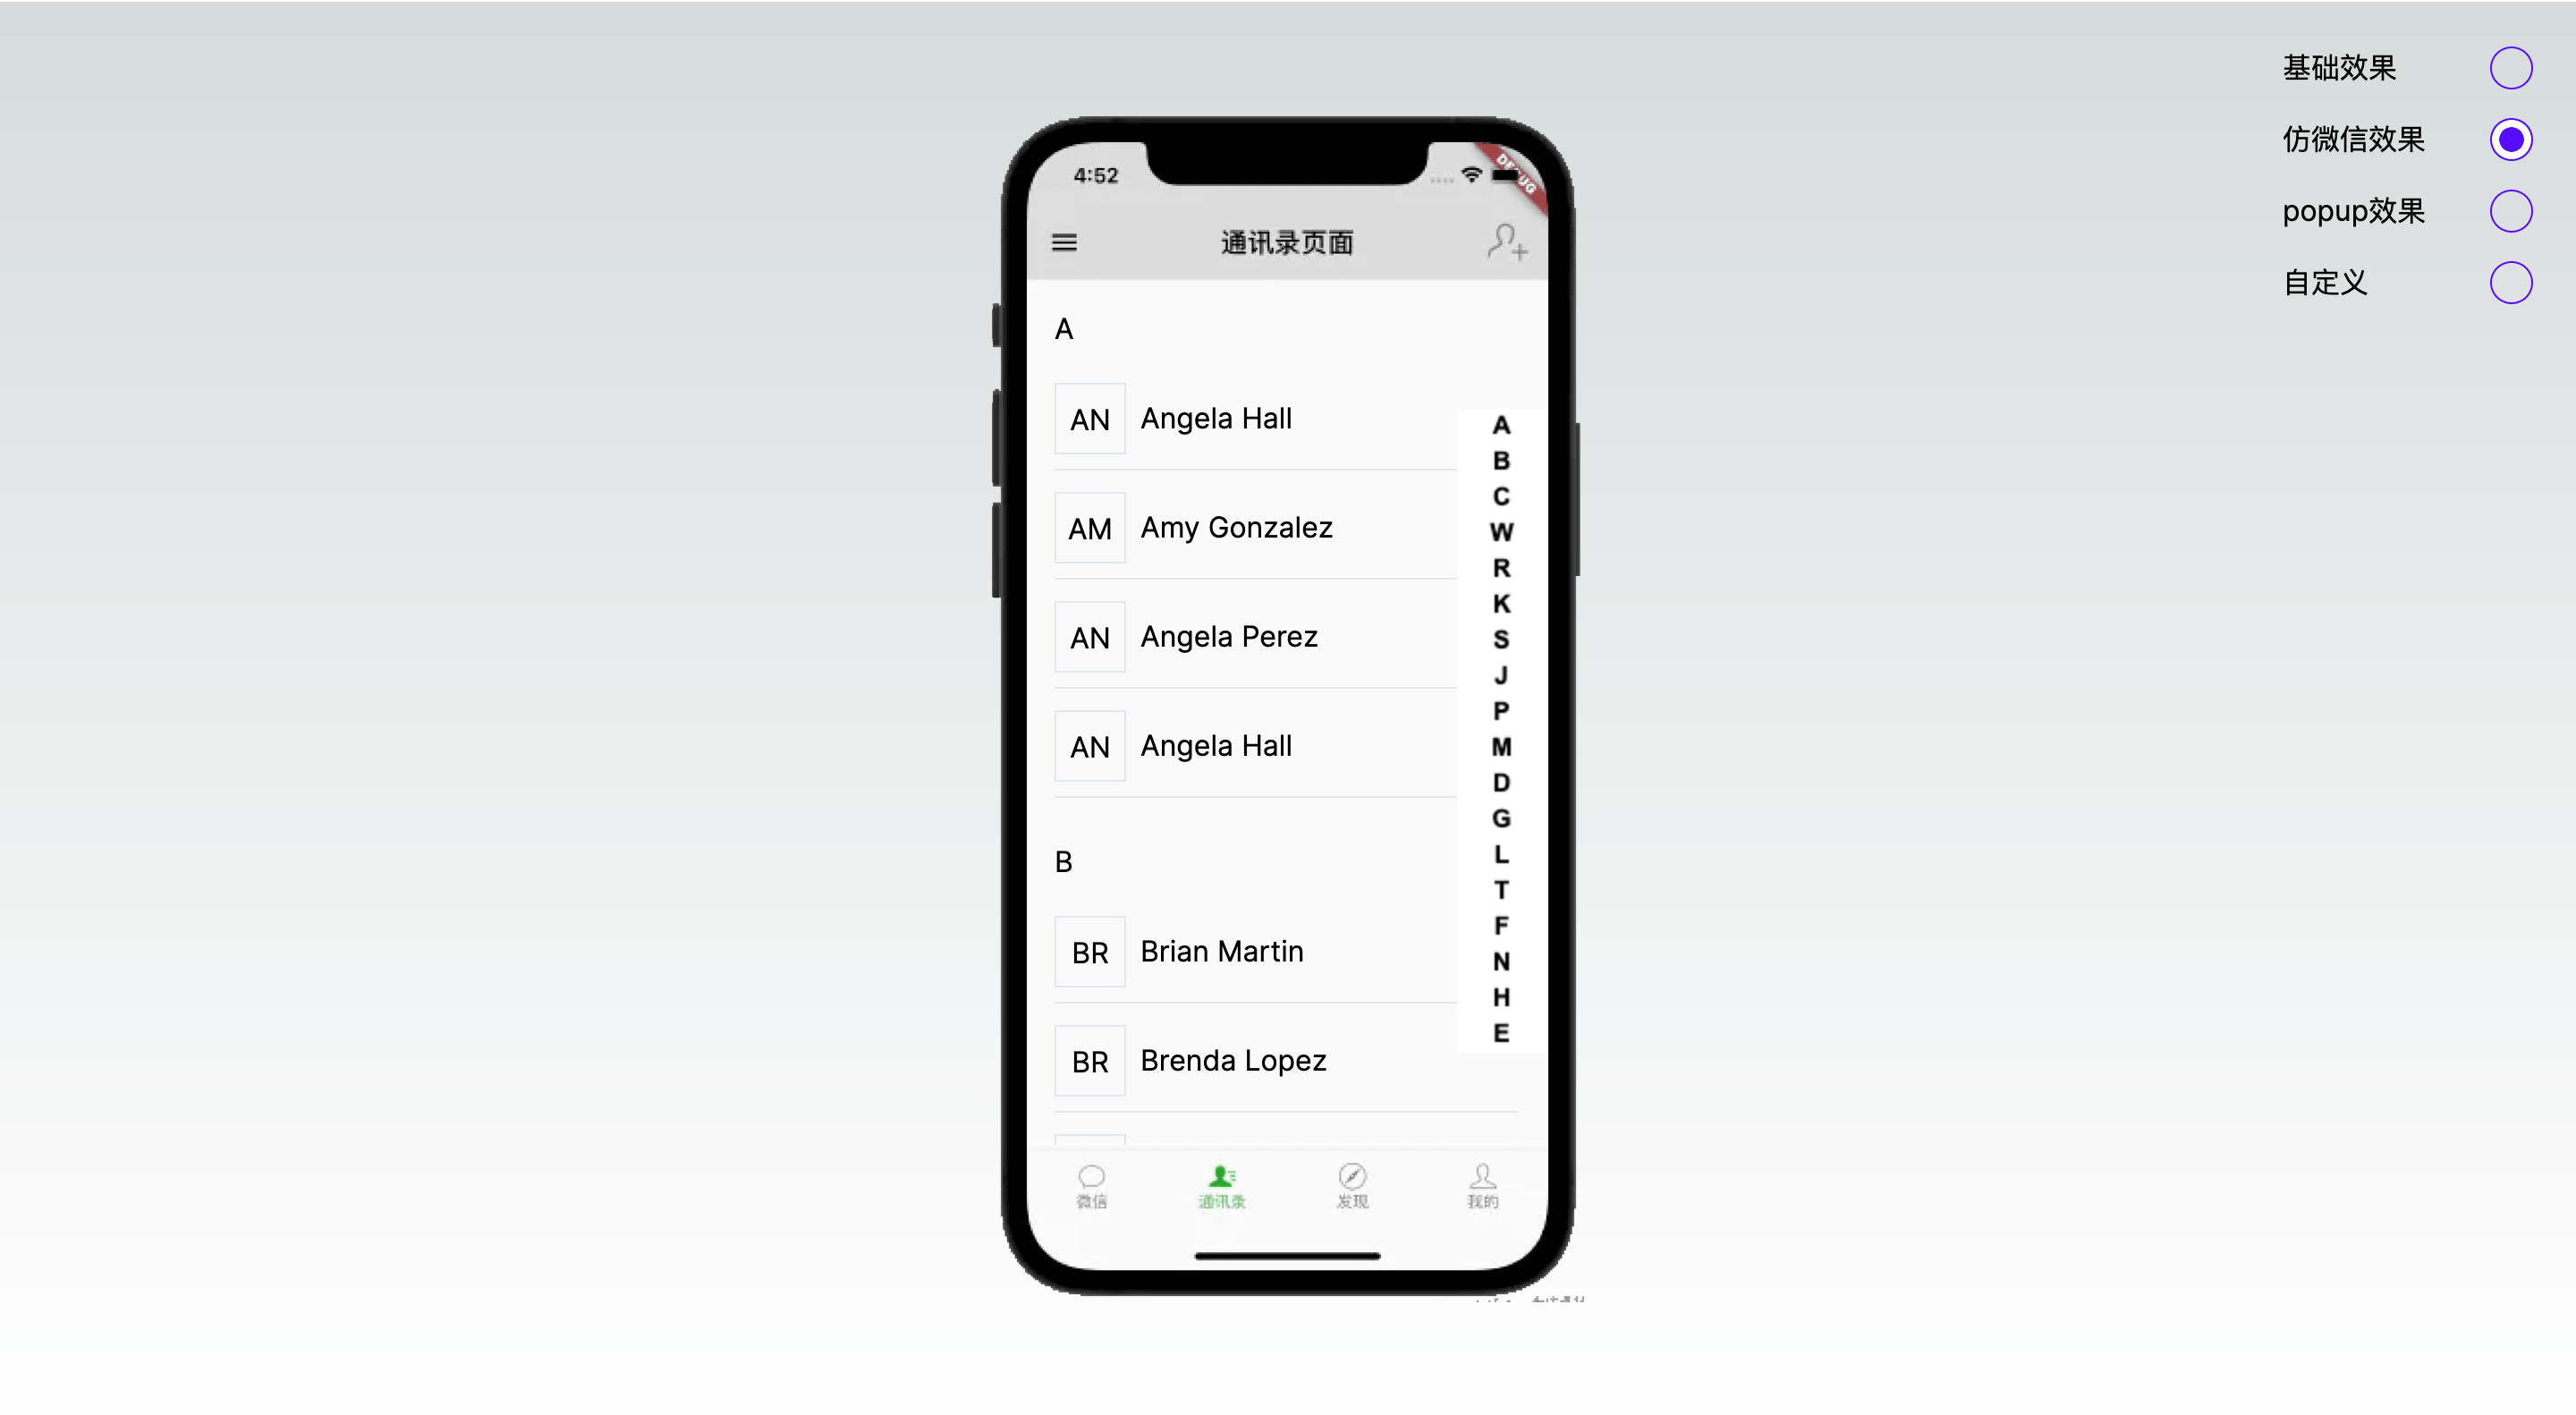 基础效果
仿微信效果
popup效果
自定义
4:52
通讯录页面
A
AN Angela Hall
AM Amy Gonzalez
AN Angela Perez
AN Angela Hall
B
BR Brian Martin
BR Brenda Lopez
A
B
C
W
R
K
S
J
P
M
D
G
L
T
F
N
H
E
微信 通讯录 发现 我的